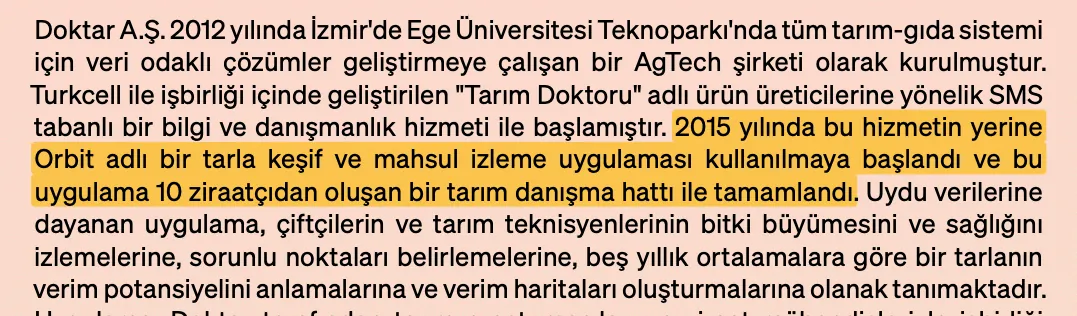 Doktar A.Ş. 2012 yılında İzmir'de Ege Üniversitesi Teknoparkı'nda tüm tarım-gıda sistemi
için veri odaklı çözümler geliştirmeye çalışan bir AgTech şirketi olarak kurulmuştur.
Turkcell ile işbirliği içinde geliştirilen "Tarım Doktoru" adlı ürün üreticilerine yönelik SMS
tabanlı bir bilgi ve danışmanlık hizmeti ile başlamıştır. 2015 yılında bu hizmetin yerine
Orbit adlı bir tarla keşif ve mahsul izleme uygulaması kullanılmaya başlandı ve bu
uygulama 10 ziraatçıdan oluşan bir tarım danışma hattı ile tamamlandı. Uydu verilerine
dayanan uygulama, çiftçilerin ve tarım teknisyenlerinin bitki büyümesini ve sağlığını
izlemelerine, sorunlu noktaları belirlemelerine, beş yıllık ortalamalara göre bir tarlanın
verim potansiyelini anlamalarına ve verim haritaları oluşturmalarına olanak tanımaktadır.